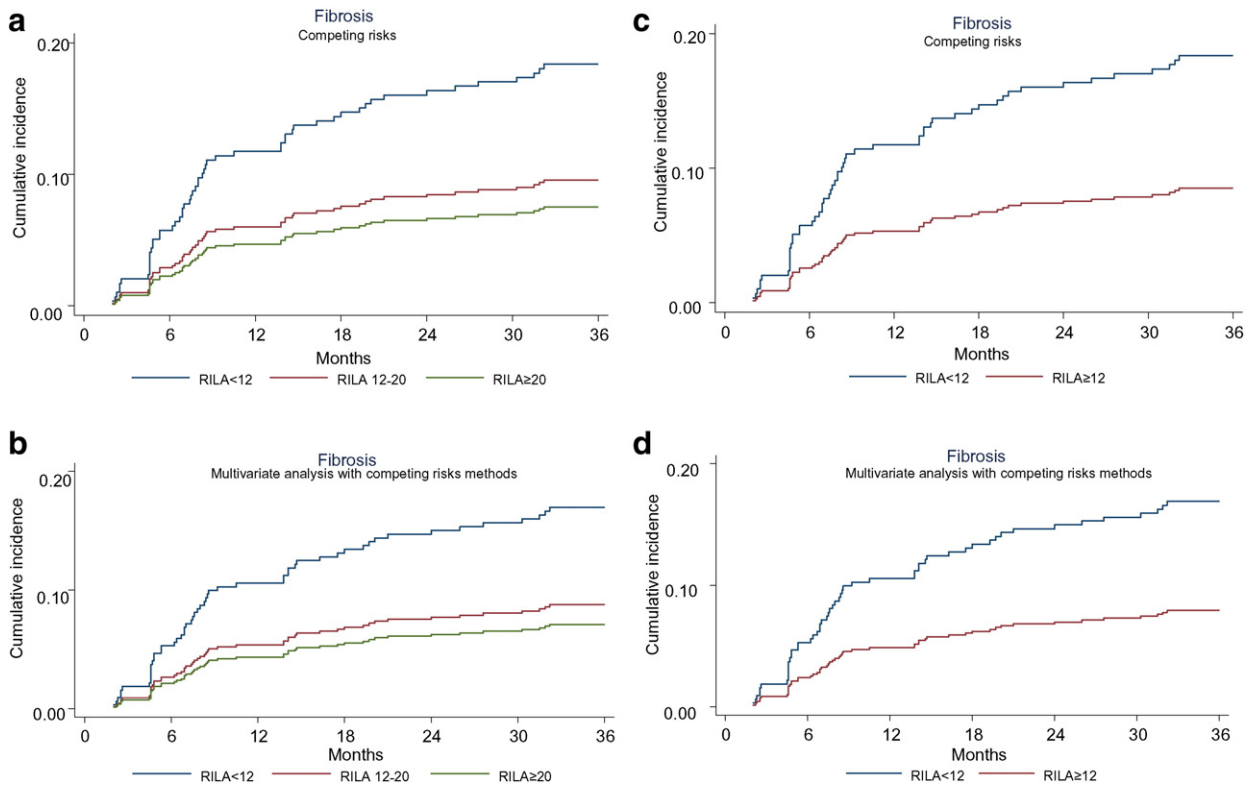 a
Fibrosis
Competing risks
Cumulative incidence
0.20
0.10
0.00
0 6 12 18 24 30 36
Months
RILA<12 RILA 12-20 RILA≥20
b
Fibrosis
Multivariate analysis with competing risks methods
Cumulative incidence
0.20
0.10
0.00
0 6 12 18 24 30 36
Months
RILA<12 RILA 12-20 RILA≥20
c
Fibrosis
Competing risks
Cumulative incidence
0.20
0.10
0.00
0 6 12 18 24 30 36
Months
RILA<12 RILA≥12
d
Fibrosis
Multivariate analysis with competing risks methods
Cumulative incidence
0.20
0.10
0.00
0 6 12 18 24 30 36
Months
RILA<12 RILA≥12